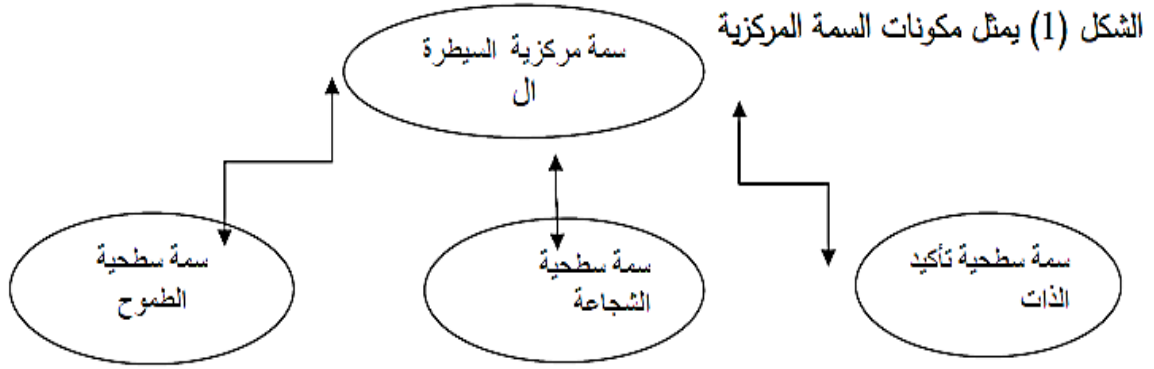 الشكل (1) يمثل مكونات السمة المركزية
سمة مركزية السيطرة
ال
سمة سطحية تأكيد
الذات
سمة سطحية
الشجاعة
سمة سطحية
الطموح